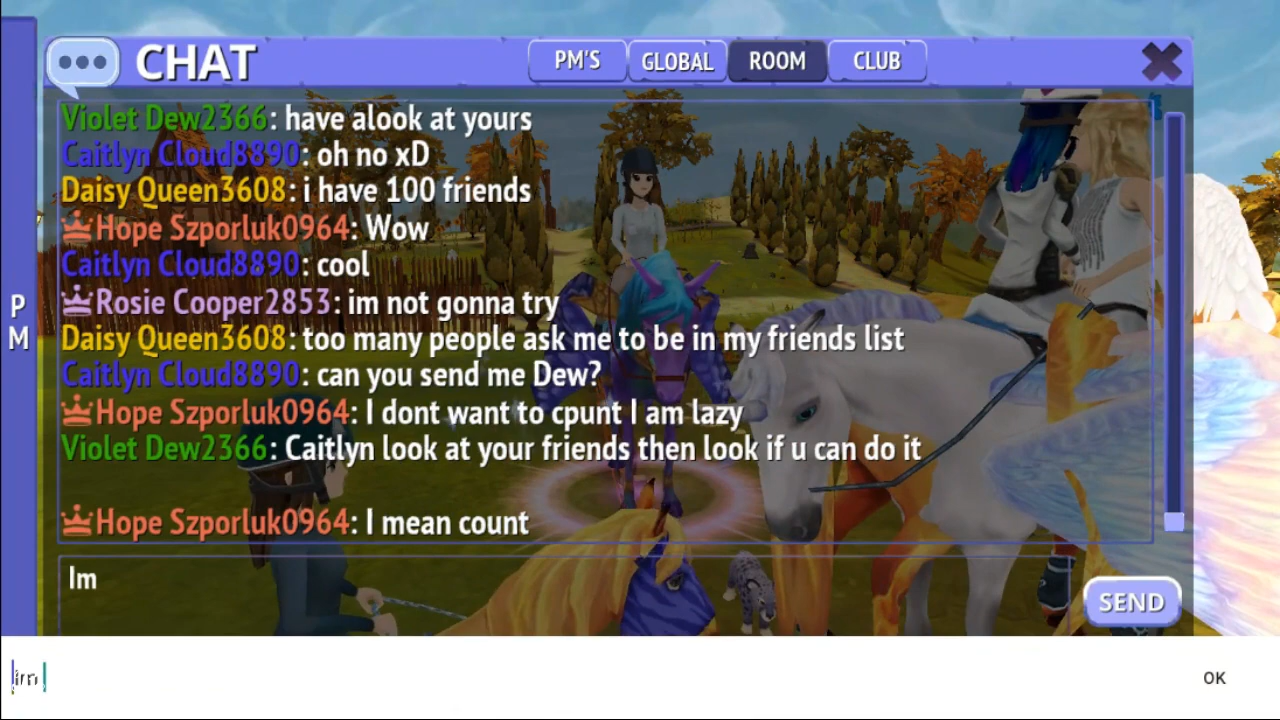 CHAT
PM'S
GLOBAL
ROOM
CLUB
Violet Dew2366: have alook at yours
Caitlyn Cloud8890: oh no xD
Daisy Queen3608: i have 100 friends
Hope Szporluk0964: Wow
Caitlyn Cloud8890: cool
Rosie Cooper2853: im not gonna try
Daisy Queen3608: too many people ask me to be in my friends list
Caitlyn Cloud8890: can you send me Dew?
Hope Szporluk0964: I dont want to cpunt I am lazy
Violet Dew2366: Caitlyn look at your friends then look if u can do it
Hope Szporluk0964: I mean count
P
M
Im
SEND
im
OK